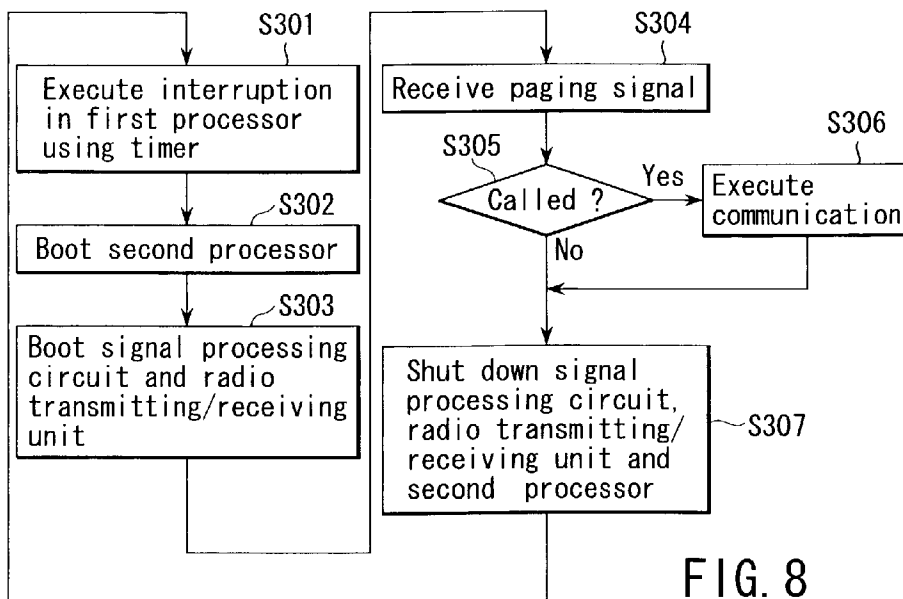 S301
Execute interruption
in first processor
using timer
S302
Boot second processor
S303
Boot signal processing
circuit and radio
transmitting/receiving
unit
S304
Receive paging signal
S305
Called ?
Yes
No
S306
Execute
communication
Shut down signal
processing circuit,
radio transmitting/
receiving unit and
second processor
S307
FIG. 8